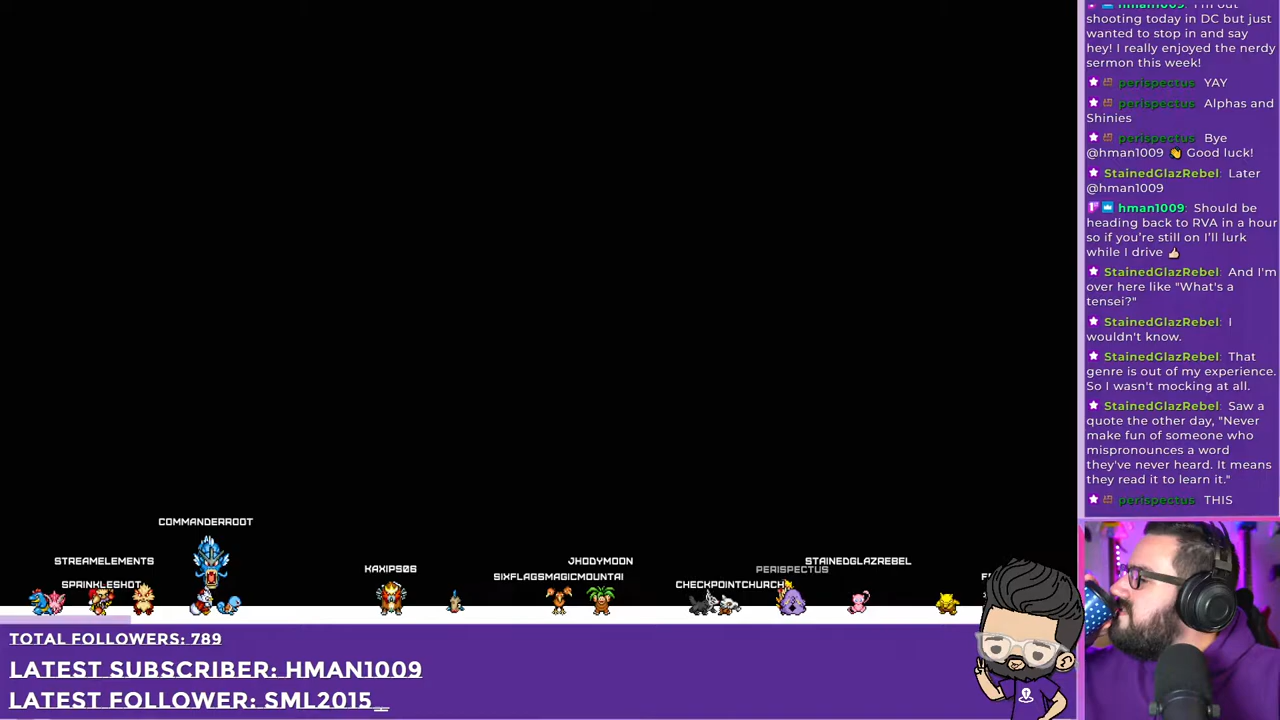 hman1009: I'm out
shooting today in DC but just
wanted to stop in and say
hey! I really enjoyed the nerdy
sermon this week!
perispectus YAY
perispectus Alphas and
Shinies
perispectus Bye
@hman1009 👋 Good luck!
StainedGlazRebel: Later
@hman1009
hman1009: Should be
heading back to RVA in a hour
so if you're still on I'll lurk
while I drive 👍🏻
StainedGlazRebel: And I'm
over here like "What's a
tensei?"
StainedGlazRebel: I
wouldn't know.
StainedGlazRebel: That
genre is out of my experience.
So I wasn't mocking at all.
StainedGlazRebel: Saw a
quote the other day, "Never
make fun of someone who
mispronounces a word
they've never heard. It means
they read it to learn it."
perispectus THIS
COMMANDERROOT
STREAMELEMENTS
SPRINKLESHOT
KAXIPS06
JHODYMOON
SIXFLAGSMAGICMOUNTAI
STAINEDGLAZREBEL
PERISPECTUS
CHECKPOINTCHURCH
TOTAL FOLLOWERS: 789
LATEST SUBSCRIBER: HMAN1009
LATEST FOLLOWER: SML2015_